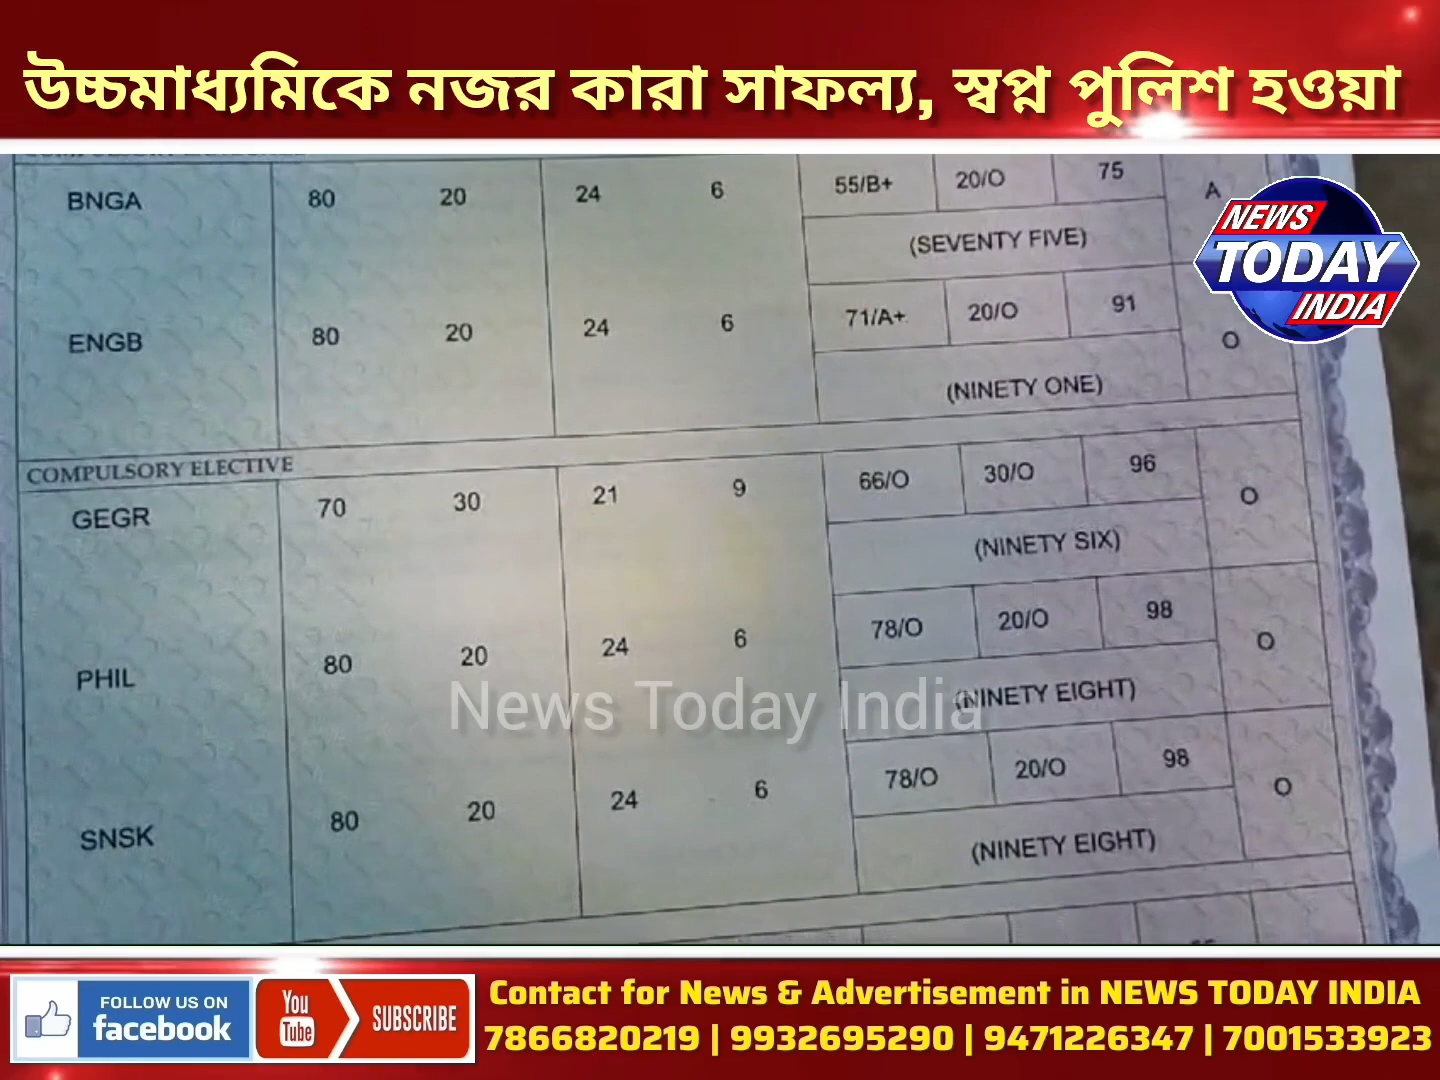 উচ্চমাধ্যমিকে নজর কারা সাফল্য, স্বপ্ন পুলিশ হওয়া
NEWS
TODAY
INDIA
BNGA 80 20 24 6 55/B+ 20/O 75 A
(SEVENTY FIVE)
ENGB 80 20 24 6 71/A+ 20/O 91 O
(NINETY ONE)
COMPULSORY ELECTIVE
GEGR 70 30 21 9 66/O 30/O 96 O
(NINETY SIX)
PHIL 80 20 24 6 78/O 20/O 98 O
(NINETY EIGHT)
News Today India
SNSK 80 20 24 6 78/O 20/O 98 O
(NINETY EIGHT)
FOLLOW US ON
facebook
You
Tube
SUBSCRIBE
Contact for News & Advertisement in NEWS TODAY INDIA
7866820219 | 9932695290 | 9471226347 | 7001533923